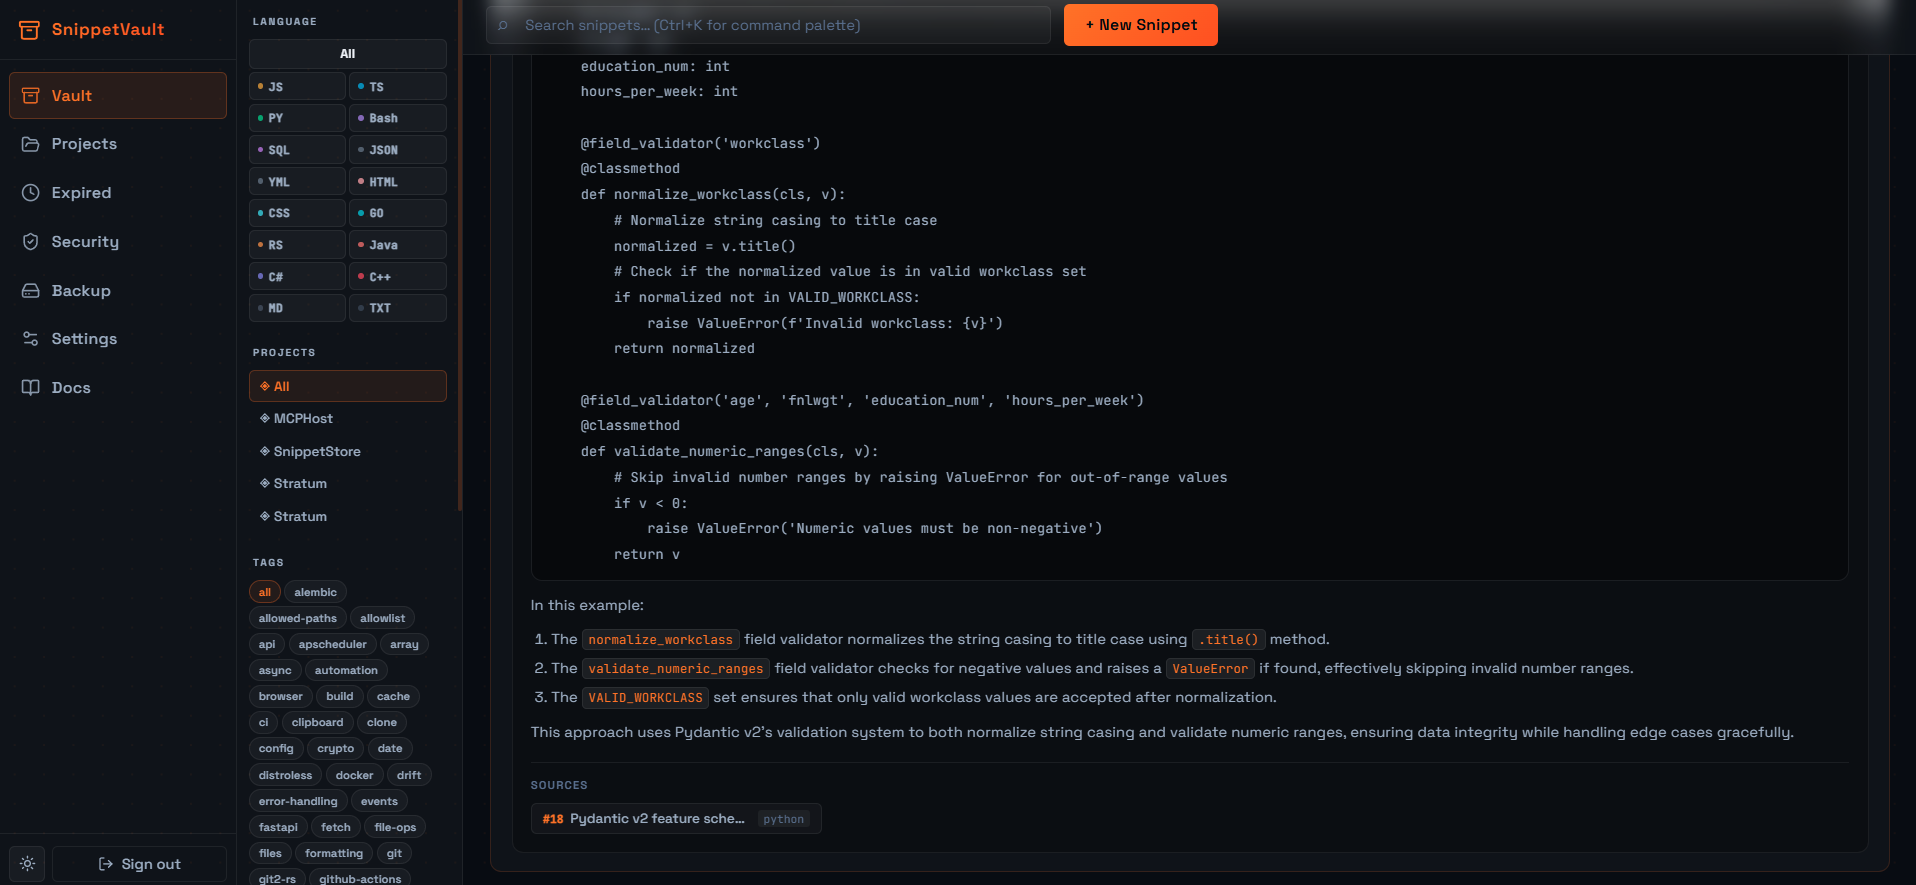 SnippetVault
Vault
Projects
Expired
Security
Backup
Settings
Docs
Sign out
LANGUAGE
All
JS
TS
PY
Bash
SQL
JSON
YML
HTML
CSS
GO
RS
Java
C#
C++
MD
TXT
PROJECTS
◈ All
◈ MCPHost
◈ SnippetStore
◈ Stratum
◈ Stratum
TAGS
all
alembic
allowed-paths
allowlist
api
apscheduler
array
async
automation
browser
build
cache
ci
clipboard
clone
config
crypto
date
distroless
docker
drift
error-handling
events
fastapi
fetch
file-ops
files
formatting
git
git2-rs
github-actions
Search snippets... (Ctrl+K for command palette)
+ New Snippet
education_num: int
hours_per_week: int
@field_validator('workclass')
@classmethod
def normalize_workclass(cls, v):
# Normalize string casing to title case
normalized = v.title()
# Check if the normalized value is in valid workclass set
if normalized not in VALID_WORKCLASS:
raise ValueError(f'Invalid workclass: {v}')
return normalized
@field_validator('age', 'fnlwgt', 'education_num', 'hours_per_week')
@classmethod
def validate_numeric_ranges(cls, v):
# Skip invalid number ranges by raising ValueError for out-of-range values
if v < 0:
raise ValueError('Numeric values must be non-negative')
return v
In this example:
1. The normalize_workclass field validator normalizes the string casing to title case using .title() method.
2. The validate_numeric_ranges field validator checks for negative values and raises a ValueError if found, effectively skipping invalid number ranges.
3. The VALID_WORKCLASS set ensures that only valid workclass values are accepted after normalization.
This approach uses Pydantic v2's validation system to both normalize string casing and validate numeric ranges, ensuring data integrity while handling edge cases gracefully.
SOURCES
#18 Pydantic v2 feature sche... python